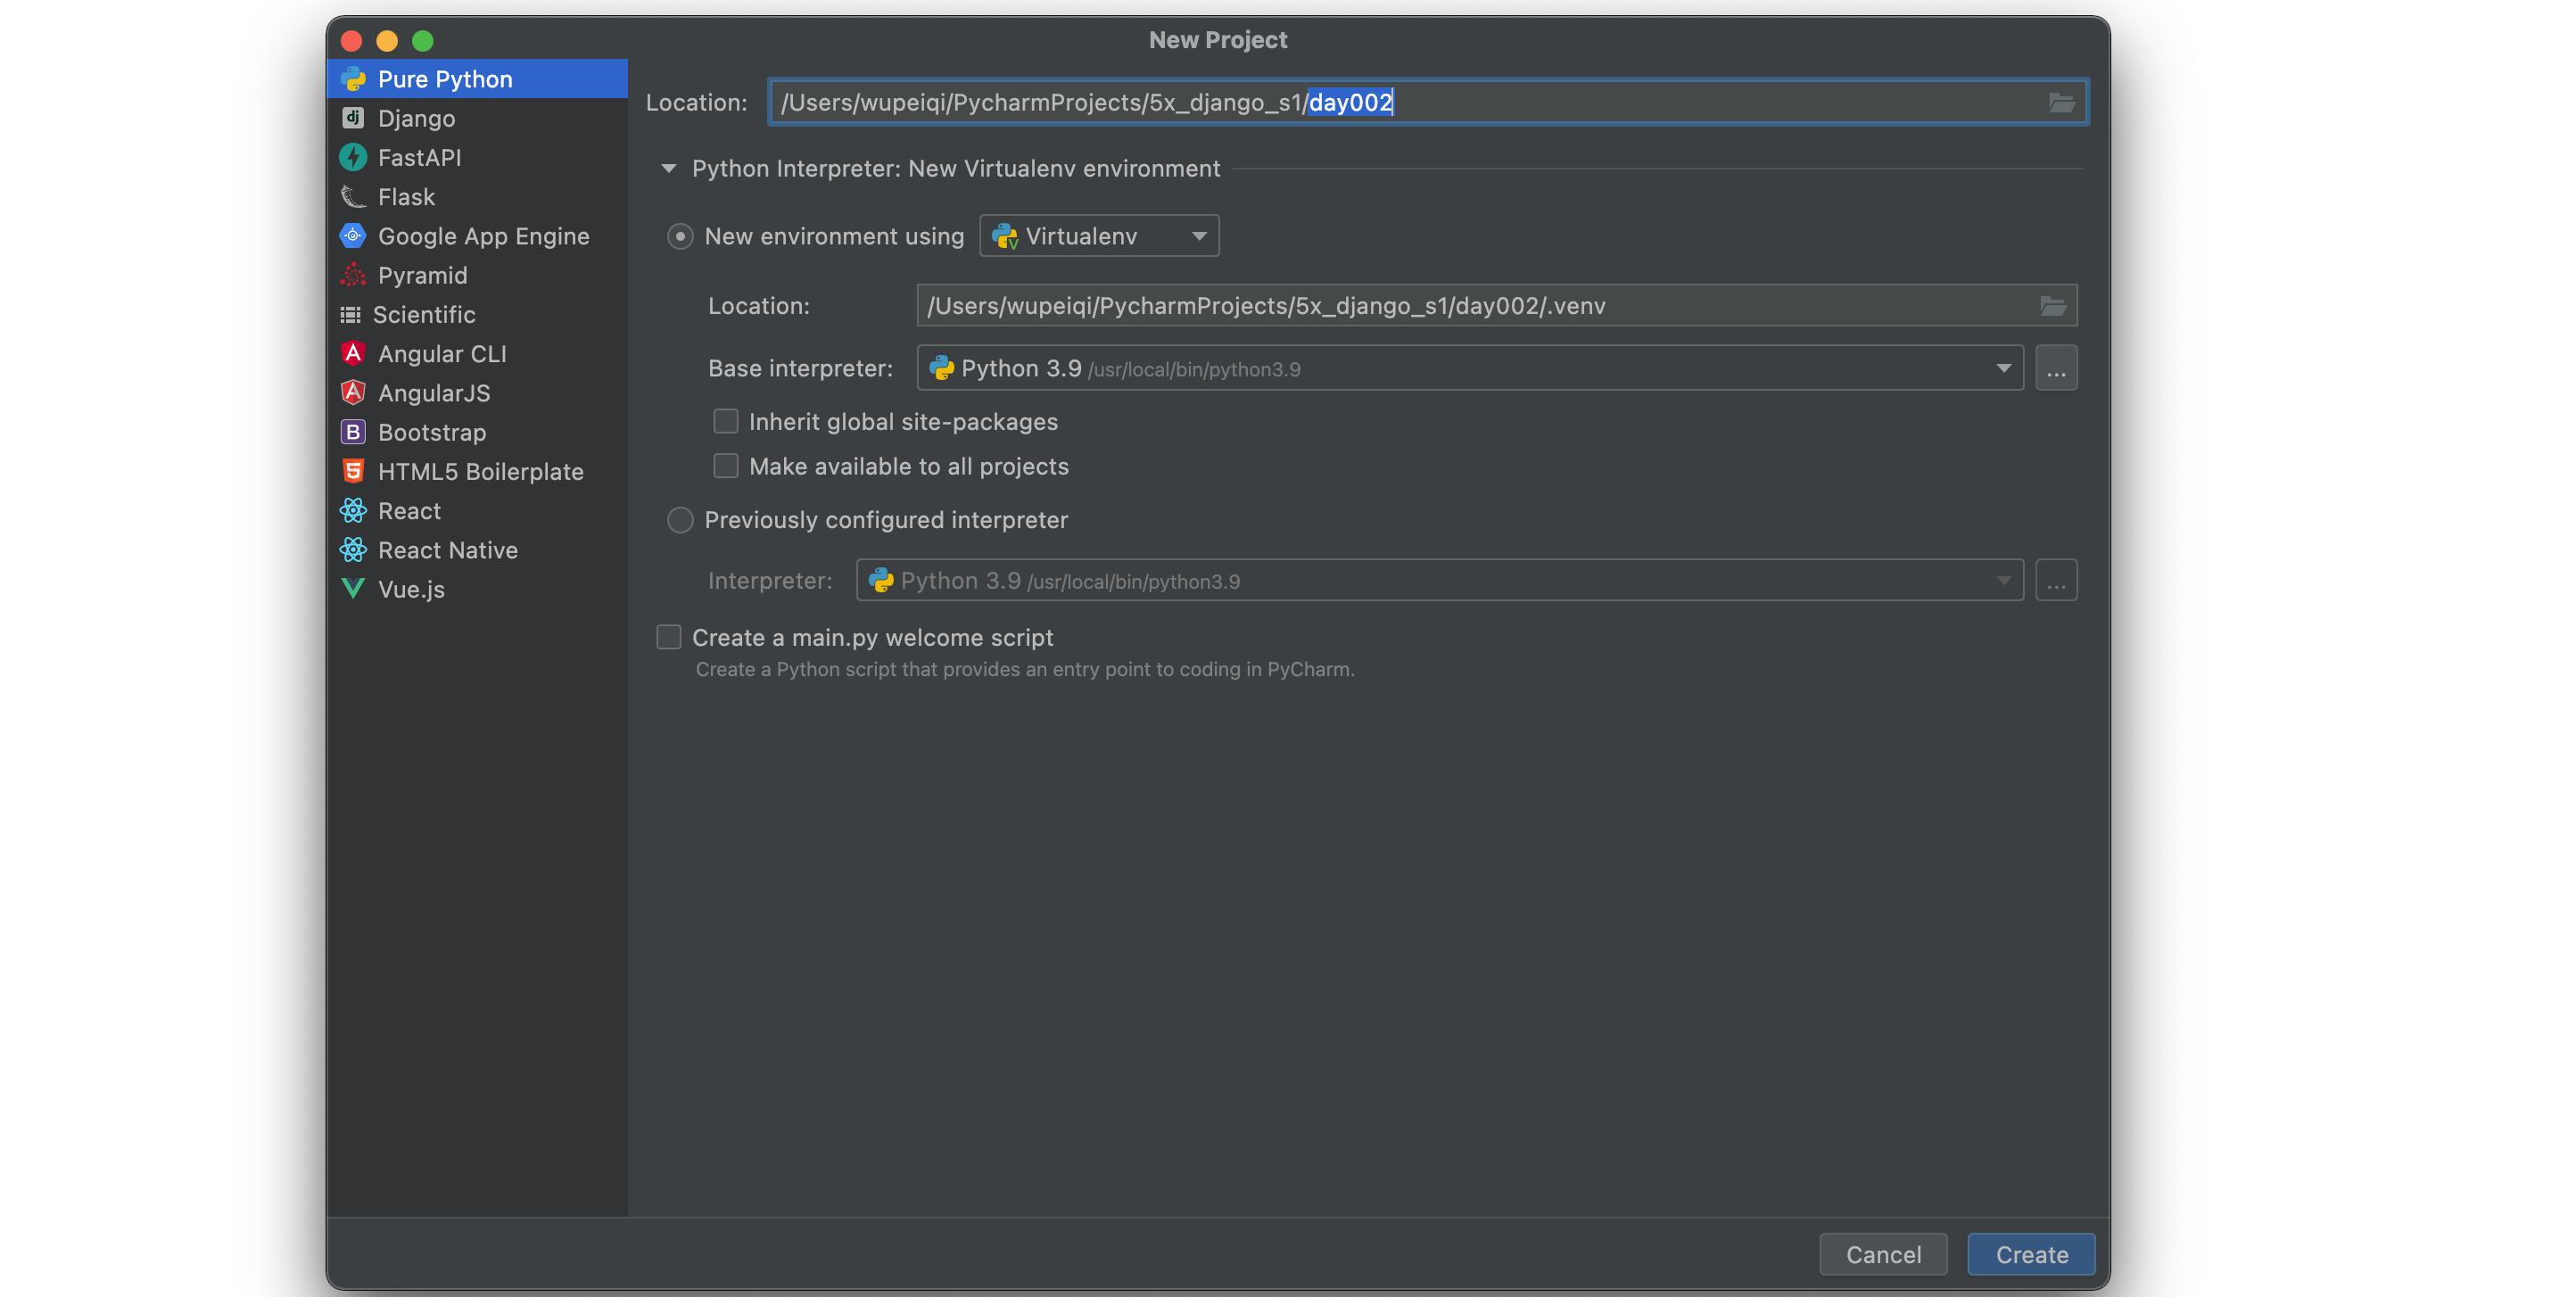 New Project
Pure Python
Django
FastAPI
Flask
Google App Engine
Pyramid
Scientific
Angular CLI
AngularJS
Bootstrap
HTML5 Boilerplate
React
React Native
Vue.js
Location: /Users/wupeiqi/PycharmProjects/5x_django_s1/day002
Python Interpreter: New Virtualenv environment
New environment using Virtualenv
Location: /Users/wupeiqi/PycharmProjects/5x_django_s1/day002/.venv
Base interpreter: Python 3.9 /usr/local/bin/python3.9 ...
Inherit global site-packages
Make available to all projects
Previously configured interpreter
Interpreter: Python 3.9 /usr/local/bin/python3.9 ...
Create a main.py welcome script
Create a Python script that provides an entry point to coding in PyCharm.
Cancel Create